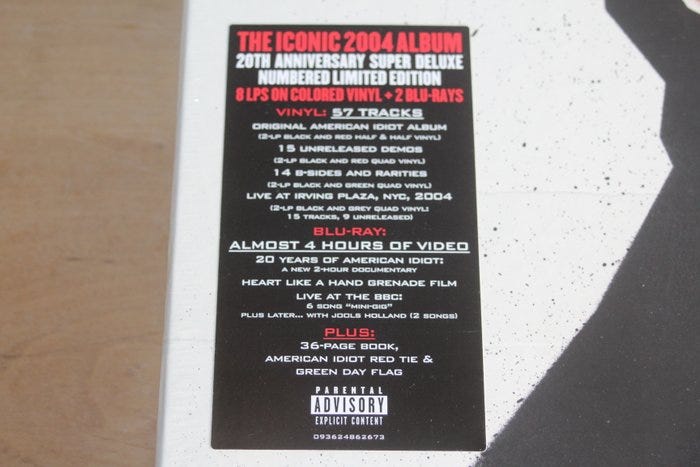 THE ICONIC 2004 ALBUM
20TH ANNIVERSARY SUPER DELUXE
NUMBERED LIMITED EDITION
8 LPS ON COLORED VINYL + 2 BLU-RAYS
VINYL: 57 TRACKS
ORIGINAL AMERICAN IDIOT ALBUM
(2-LP BLACK AND RED HALF & HALF VINYL)
15 UNRELEASED DEMOS
(2-LP BLACK AND RED QUAD VINYL)
14 B-SIDES AND RARITIES
(2-LP BLACK AND GREEN QUAD VINYL)
LIVE AT IRVING PLAZA, NYC, 2004
(2-LP BLACK AND GREY QUAD VINYL:
15 TRACKS, 9 UNRELEASED)
BLU-RAY:
ALMOST 4 HOURS OF VIDEO
20 YEARS OF AMERICAN IDIOT:
A NEW 2-HOUR DOCUMENTARY
HEART LIKE A HAND GRENADE FILM
LIVE AT THE BBC:
6 SONG "MINI-GIG"
PLUS LATER... WITH JOOLS HOLLAND (2 SONGS)
PLUS:
36-PAGE BOOK,
AMERICAN IDIOT RED TIE &
GREEN DAY FLAG
PARENTAL
ADVISORY
EXPLICIT CONTENT
093624862673